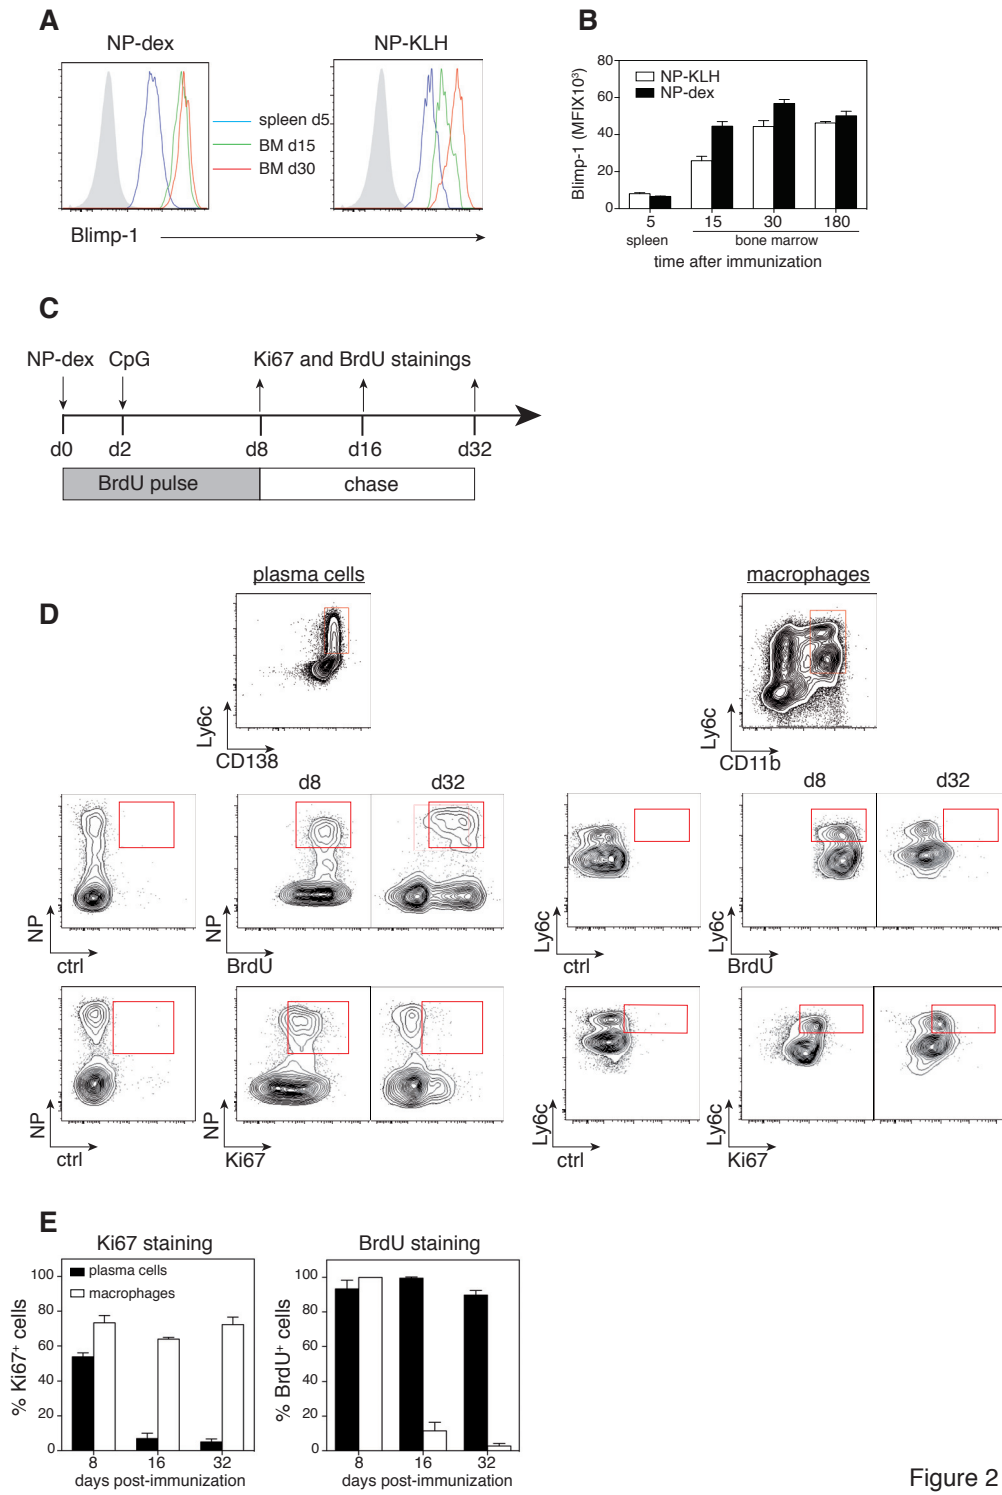 A
NP-dex
NP-KLH
spleen d5
BM d15
BM d30
Blimp-1
B
Blimp-1 (MFIX10³)
80
60
40
20
0
NP-KLH
NP-dex
5 15 30 180
spleen bone marrow
time after immunization
C
NP-dex CpG Ki67 and BrdU stainings
d0 d2 d8 d16 d32
BrdU pulse chase
D
plasma cells
macrophages
Ly6c
CD138
Ly6c
CD11b
d8 d32
d8 d32
NP
ctrl
NP
BrdU
Ly6c
ctrl
Ly6c
BrdU
NP
ctrl
NP
Ki67
Ly6c
ctrl
Ly6c
Ki67
E
Ki67 staining
% Ki67⁺ cells
100
80
60
40
20
0
plasma cells
macrophages
8 16 32
days post-immunization
BrdU staining
% BrdU⁺ cells
100
80
60
40
20
0
8 16 32
days post-immunization
Figure 2